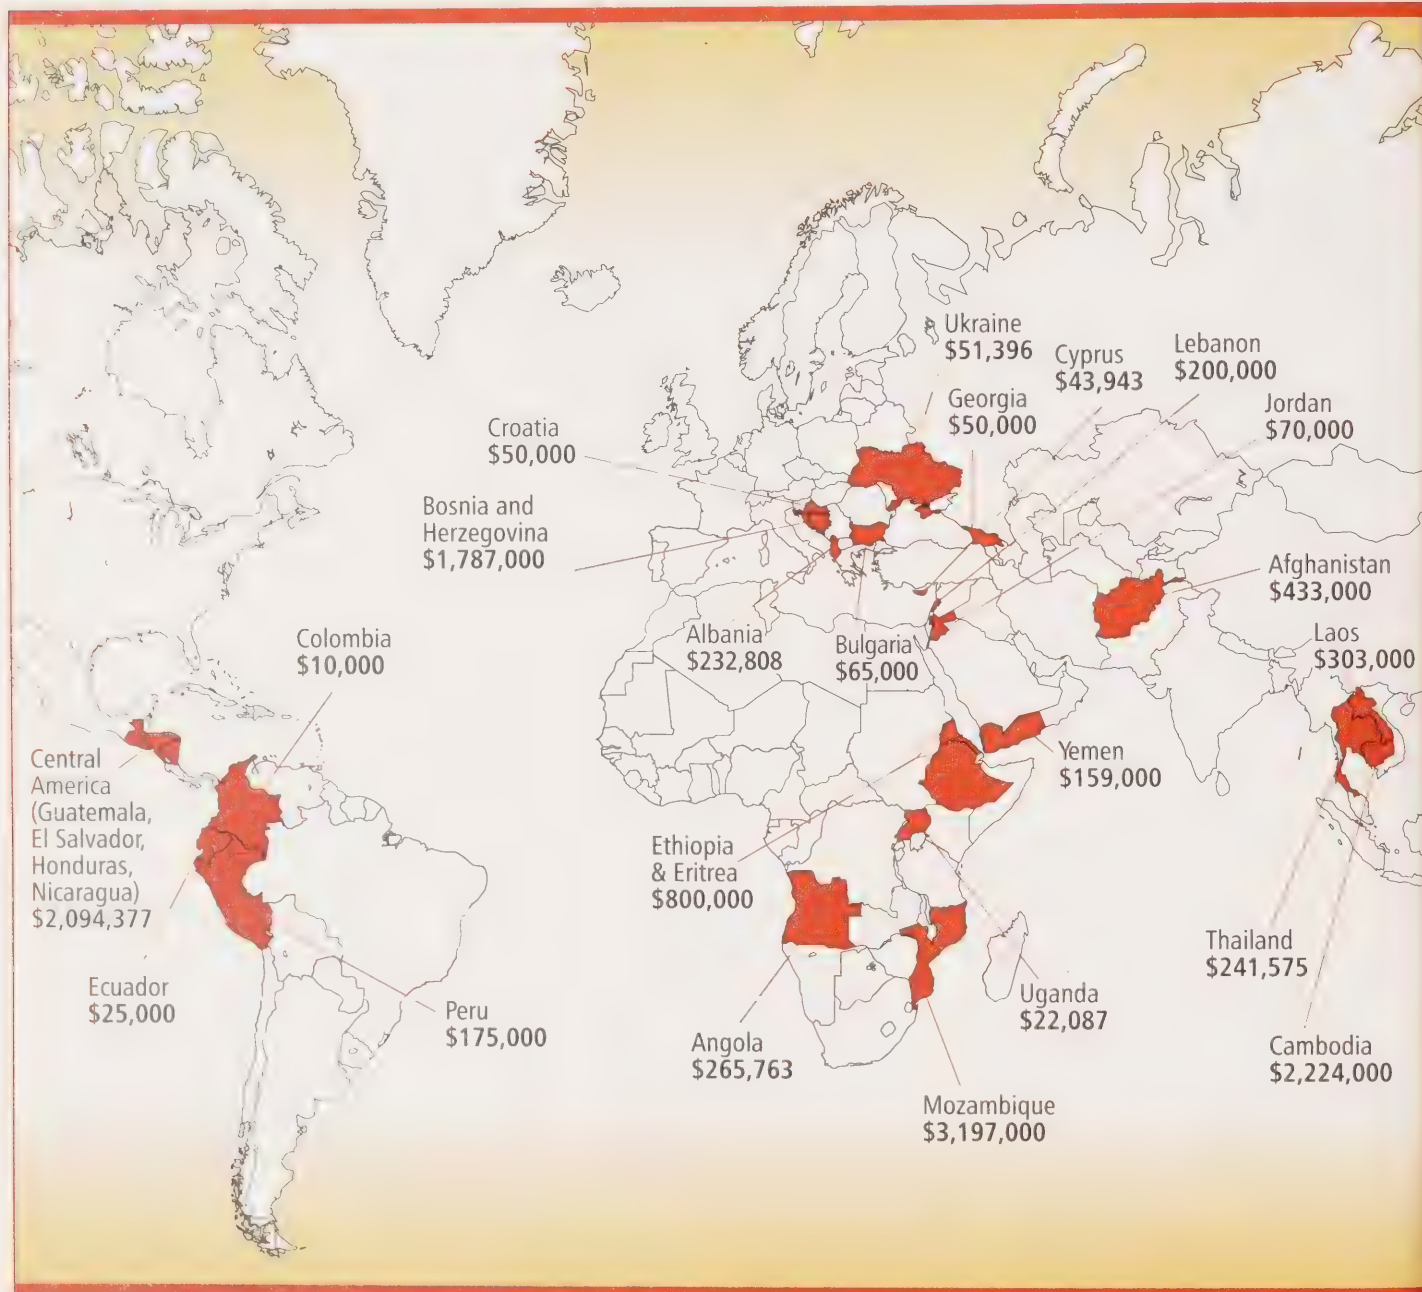 Ukraine
$51,396
Cyprus
$43,943
Lebanon
$200,000
Georgia
$50,000
Jordan
$70,000
Croatia
$50,000
Bosnia and
Herzegovina
$1,787,000
Afghanistan
$433,000
Albania
$232,808
Bulgaria
$65,000
Laos
$303,000
Colombia
$10,000
Central
America
(Guatemala,
El Salvador,
Honduras,
Nicaragua)
$2,094,377
Yemen
$159,000
Ethiopia
& Eritrea
$800,000
Thailand
$241,575
Ecuador
$25,000
Peru
$175,000
Uganda
$22,087
Angola
$265,763
Cambodia
$2,224,000
Mozambique
$3,197,000